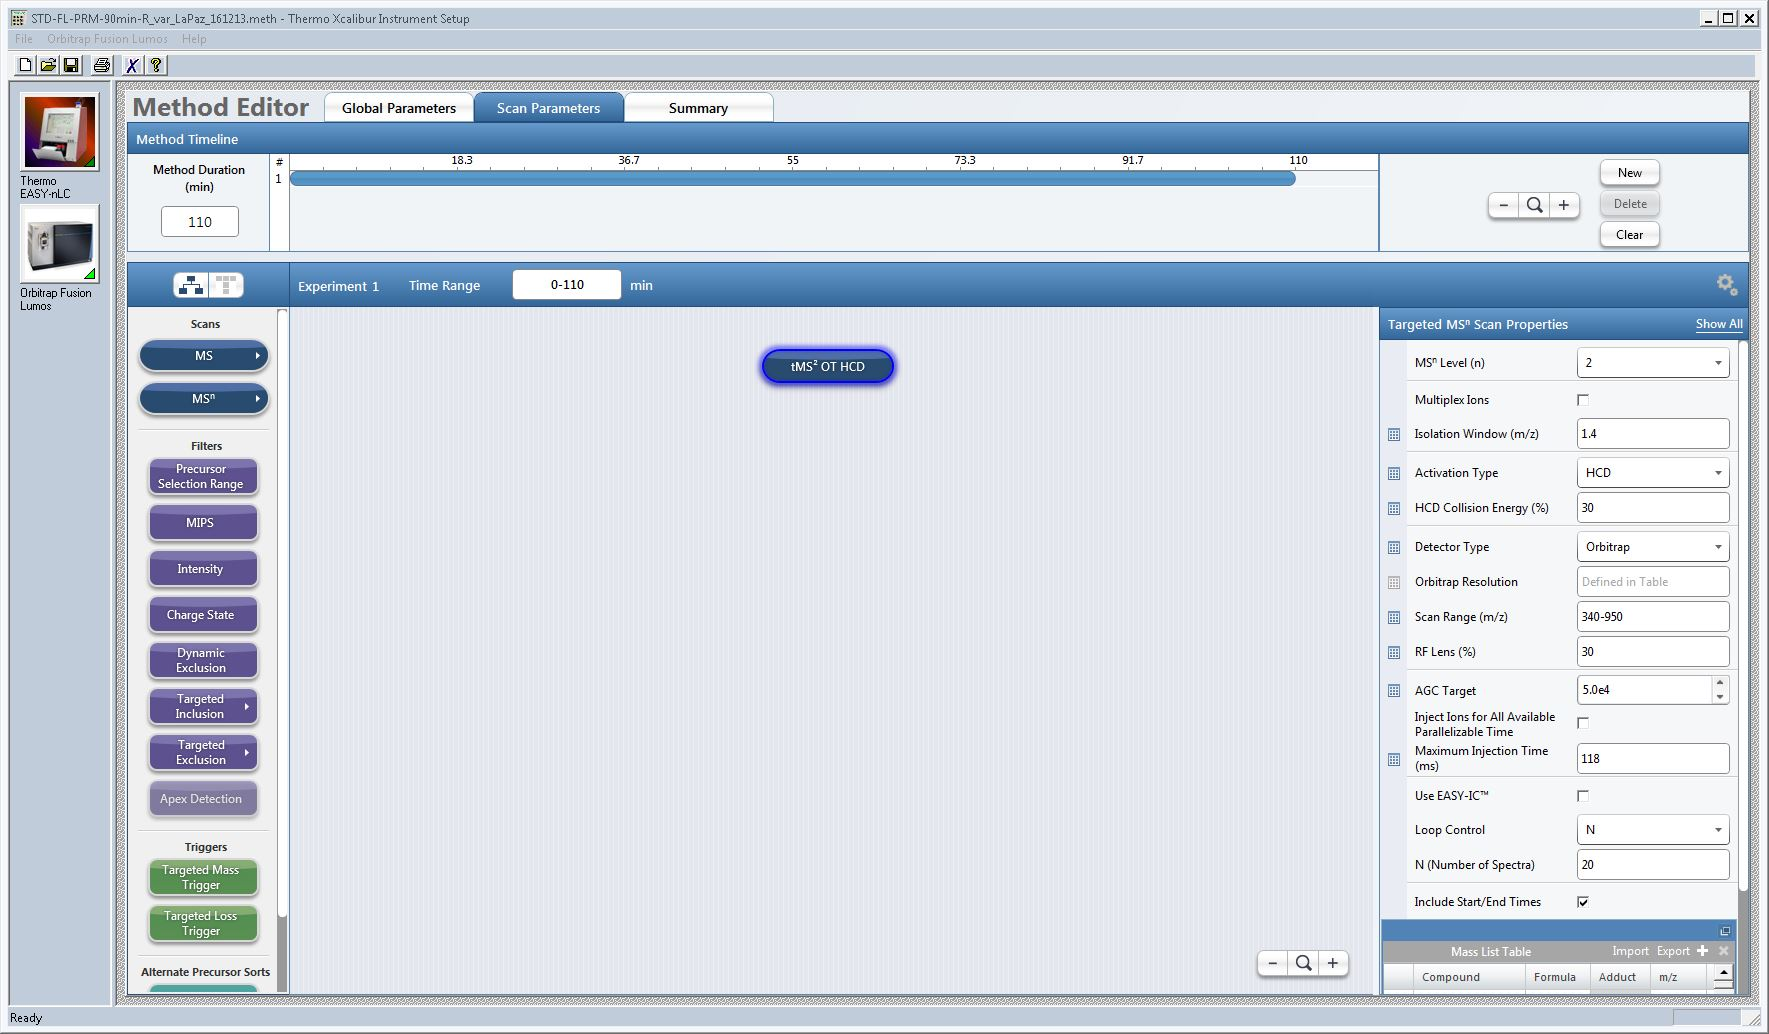 STD-FL-PRM-90min-R_var_LaPaz_161213.meth - Thermo Xcalibur Instrument Setup
File Orbitrap Fusion Lumos Help
Thermo
EASY-nLC
Orbitrap Fusion
Lumos
Method Editor
Global Parameters
Scan Parameters
Summary
Method Timeline
Method Duration
(min)
110
#
18.3 36.7 55 73.3 91.7 110
1
New
Delete
Clear
Experiment 1 Time Range 0-110 min
Scans
MS
MSⁿ
Filters
Precursor
Selection Range
MIPS
Intensity
Charge State
Dynamic
Exclusion
Targeted
Inclusion
Targeted
Exclusion
Apex Detection
Triggers
Targeted Mass
Trigger
Targeted Loss
Trigger
Alternate Precursor Sorts
tMS² OT HCD
Targeted MSⁿ Scan Properties Show All
MSⁿ Level (n) 2
Multiplex Ions
Isolation Window (m/z) 1.4
Activation Type HCD
HCD Collision Energy (%) 30
Detector Type Orbitrap
Orbitrap Resolution Defined in Table
Scan Range (m/z) 340-950
RF Lens (%) 30
AGC Target 5.0e4
Inject Ions for All Available
Parallelizable Time
Maximum Injection Time
(ms) 118
Use EASY-IC™
Loop Control N
N (Number of Spectra) 20
Include Start/End Times
Mass List Table Import Export
Compound Formula Adduct m/z
Ready